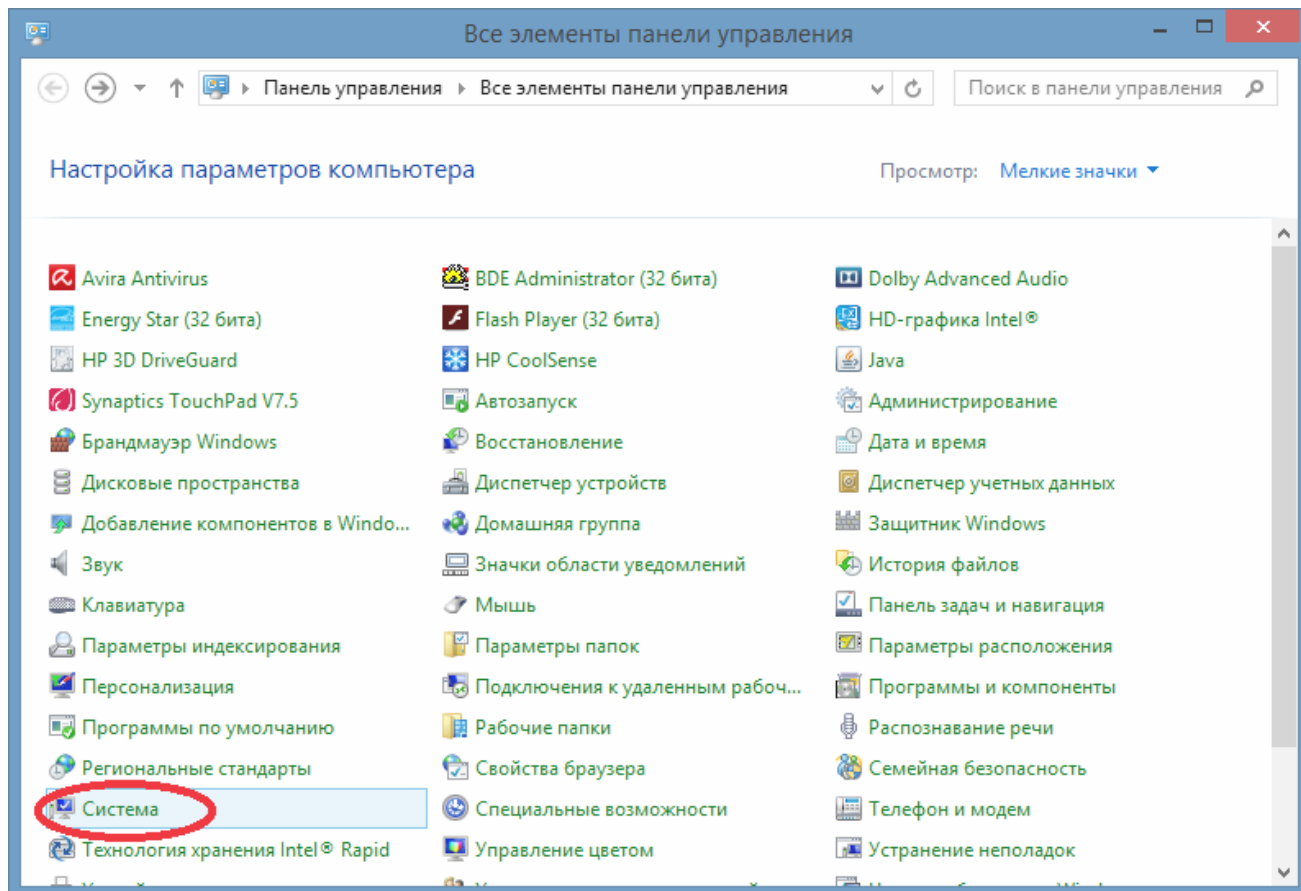 Все элементы панели управления
Панель управления Все элементы панели управления Поиск в панели управления
Настройка параметров компьютера Просмотр: Мелкие значки
Avira Antivirus BDE Administrator (32 бита) Dolby Advanced Audio
Energy Star (32 бита) Flash Player (32 бита) HD-графика Intel®
HP 3D DriveGuard HP CoolSense Java
Synaptics TouchPad V7.5 Автозапуск Администрирование
Брандмауэр Windows Восстановление Дата и время
Дисковые пространства Диспетчер устройств Диспетчер учетных данных
Добавление компонентов в Windo... Домашняя группа Защитник Windows
Звук Значки области уведомлений История файлов
Клавиатура Мышь Панель задач и навигация
Параметры индексирования Параметры папок Параметры расположения
Персонализация Подключения к удаленным рабоч... Программы и компоненты
Программы по умолчанию Рабочие папки Распознавание речи
Региональные стандарты Свойства браузера Семейная безопасность
Система Специальные возможности Телефон и модем
Технология хранения Intel® Rapid Управление цветом Устранение неполадок